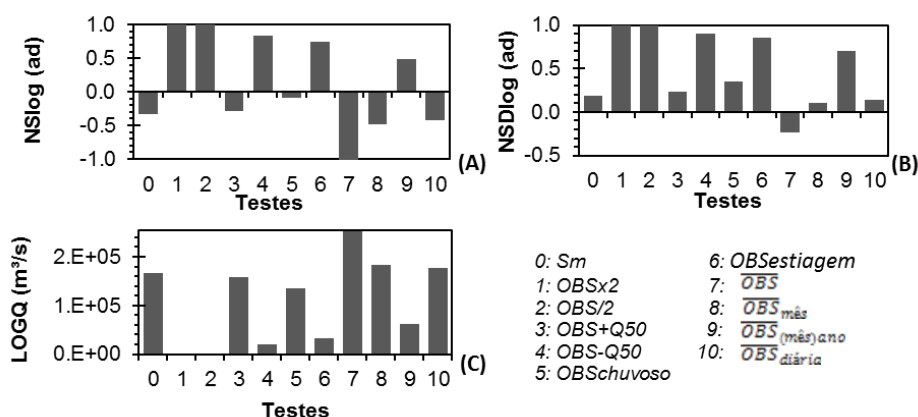 NSlog (ad)
1.0
0.5
0.0
-0.5
-1.0
0 1 2 3 4 5 6 7 8 9 10
Testes
(A)
NSDlog (ad)
1.0
0.5
0.0
-0.5
0 1 2 3 4 5 6 7 8 9 10
Testes
(B)
LOGQ (m³/s)
2.E+05
1.E+05
0.E+00
0 1 2 3 4 5 6 7 8 9 10
Testes
(C)
0: Sm
1: OBSx2
2: OBS/2
3: OBS+Q50
4: OBS-Q50
5: OBSchuvoso
6: OBSestiagem
7: O̅B̅S̅
8: O̅B̅S̅ mês
9: O̅B̅S̅ (mês)ano
10: O̅B̅S̅ diária